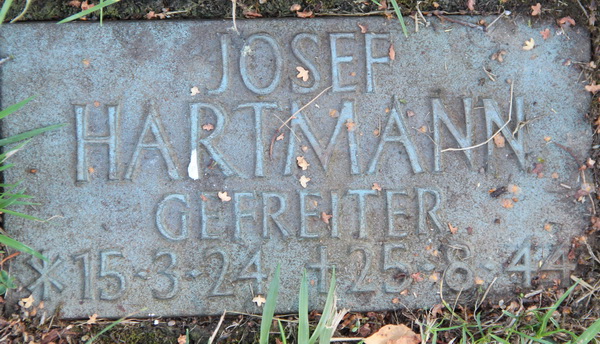 JOSEF
HARTMANN
GEFREITER
*15·3·24 +25·8·44